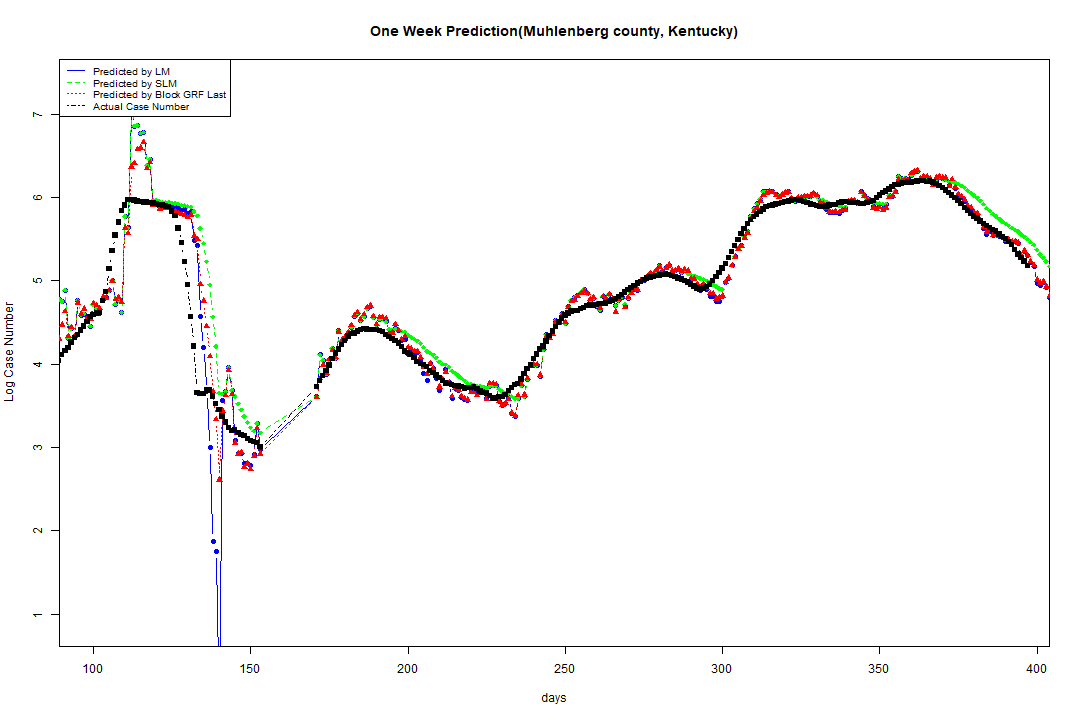 One Week Prediction(Muhlenberg county, Kentucky)
Predicted by LM
Predicted by SLM
Predicted by Block GRF Last
Actual Case Number
7
6
5
4
3
2
1
Log Case Number
100 150 200 250 300 350 400
days